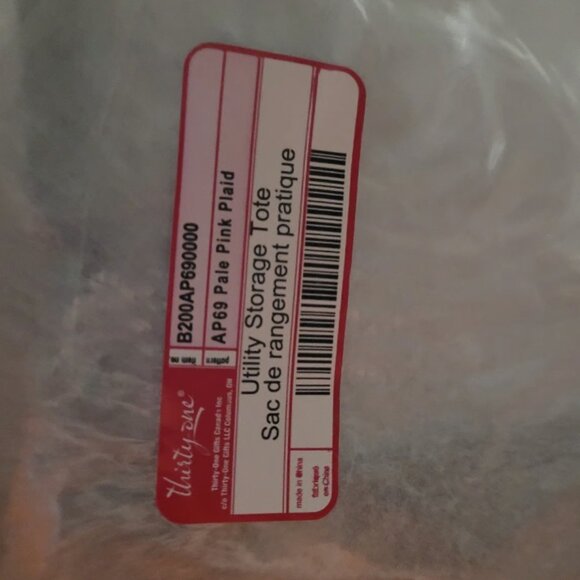 thirty-one®
Thirty-One Gifts Canada Inc
c/o Thirty-One Gifts LLC Columbus, OH
item no. B200AP690000
pattern AP69 Pale Pink Plaid
Utility Storage Tote
Sac de rangement pratique
made in China
fabriqué
en Chine